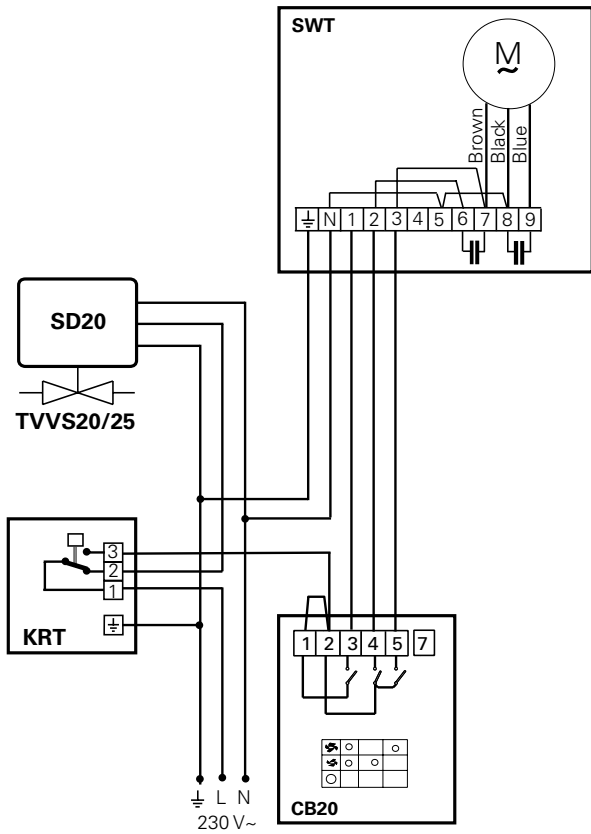 SWT
M
~
Brown
Black
Blue
N 1 2 3 4 5 6 7 8 9
SD20
TVVS20/25
3
2
1
KRT
1 2 3 4 5 7
L N
230 V~
CB20